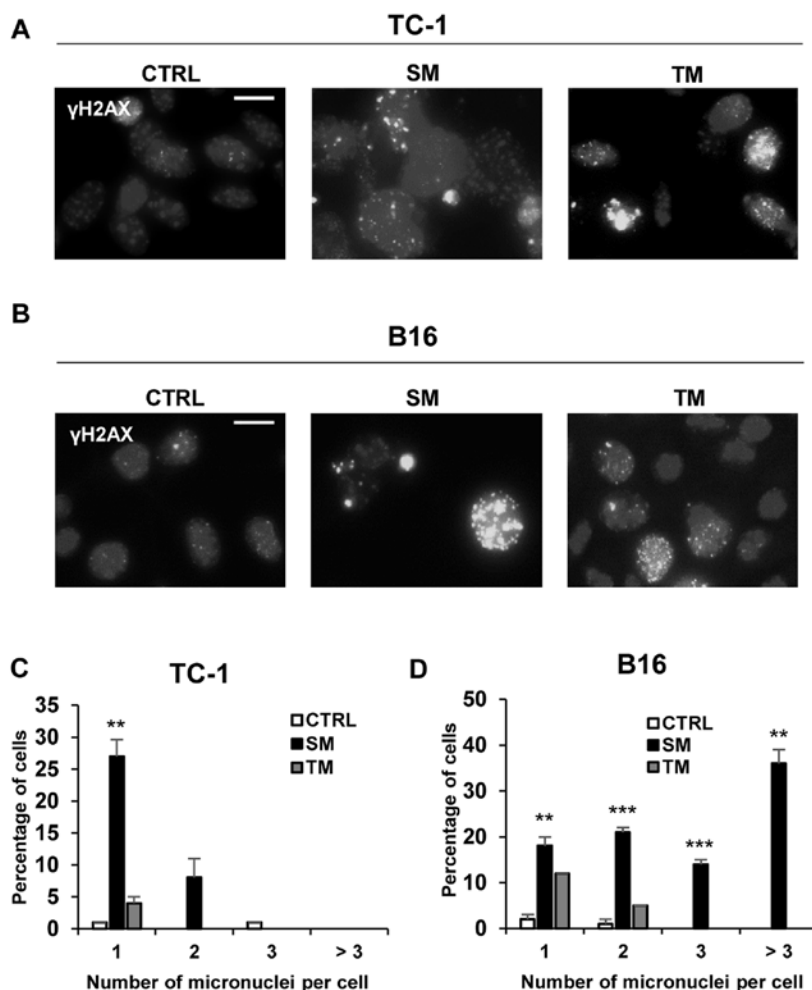 A
TC-1
CTRL
SM
TM
γH2AX
B
B16
CTRL
SM
TM
γH2AX
C
TC-1
35
30
25
20
15
10
5
0
Percentage of cells
**
CTRL
SM
TM
1
2
3
> 3
Number of micronuclei per cell
D
B16
50
40
30
20
10
0
Percentage of cells
**
***
***
**
CTRL
SM
TM
1
2
3
> 3
Number of micronuclei per cell